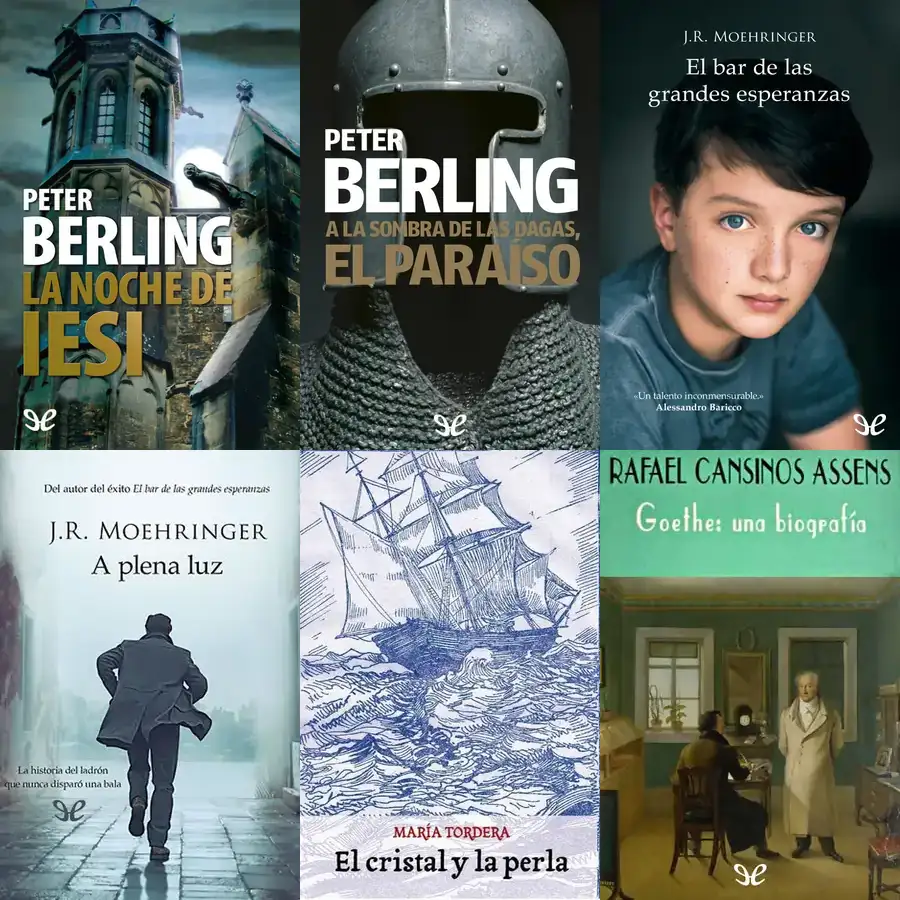 PETER
BERLING
LA NOCHE DE
IESI
PETER
BERLING
A LA SOMBRA DE LAS DAGAS,
EL PARAÍSO
J.R. MOEHRINGER
El bar de las
grandes esperanzas
«Un talento inconmensurable.»
Alessandro Baricco
Del autor del éxito El bar de las grandes esperanzas
J.R. MOEHRINGER
A plena luz
La historia del ladrón
que nunca disparó una bala
MARÍA TORDERA
El cristal y la perla
RAFAEL CANSINOS ASSENS
Goethe: una biografía